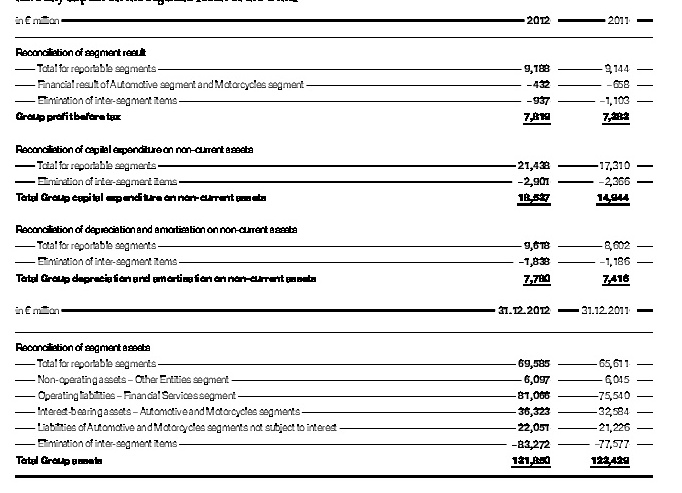 in € million 2012 2011
Reconciliation of segment result
Total for reportable segments 9,188 9,144
Financial result of Automotive segment and Motorcycles segment –432 –658
Elimination of inter-segment items –937 –1,103
Group profit before tax 7,819 7,383
Reconciliation of capital expenditure on non-current assets
Total for reportable segments 21,438 17,310
Elimination of inter-segment items –2,901 –2,366
Total Group capital expenditure on non-current assets 18,537 14,944
Reconciliation of depreciation and amortisation on non-current assets
Total for reportable segments 9,618 8,602
Elimination of inter-segment items –1,838 –1,186
Total Group depreciation and amortisation on non-current assets 7,780 7,416
in € million 31.12.2012 31.12.2011
Reconciliation of segment assets
Total for reportable segments 69,585 65,611
Non-operating assets – Other Entities segment 6,097 6,045
Operating liabilities – Financial Services segment 81,066 75,540
Interest-bearing assets – Automotive and Motorcycles segments 36,323 32,584
Liabilities of Automotive and Motorcycles segments not subject to interest 22,051 21,226
Elimination of inter-segment items –83,272 –77,577
Total Group assets 131,850 123,429